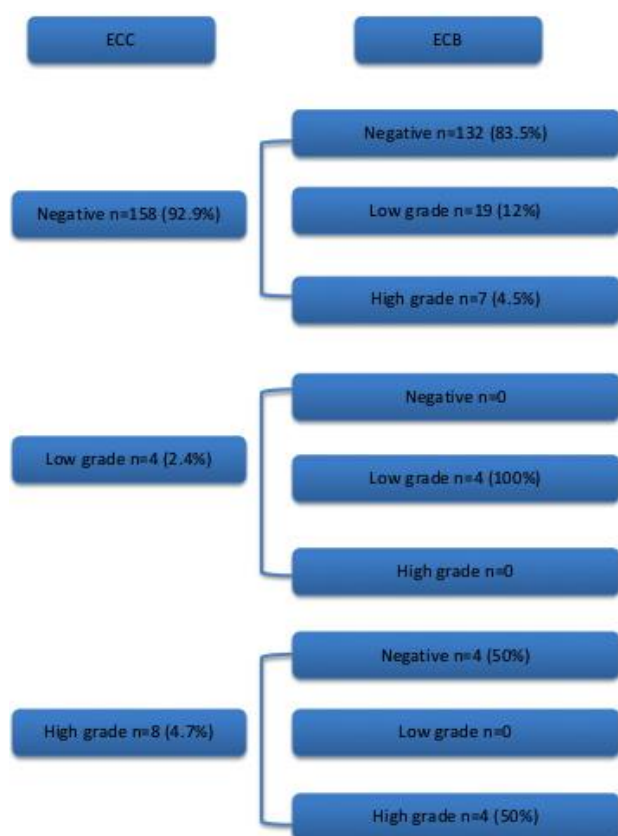 ECC
ECB
Negative n=158 (92.9%)
Negative n=132 (83.5%)
Low grade n=19 (12%)
High grade n=7 (4.5%)
Low grade n=4 (2.4%)
Negative n=0
Low grade n=4 (100%)
High grade n=0
High grade n=8 (4.7%)
Negative n=4 (50%)
Low grade n=0
High grade n=4 (50%)